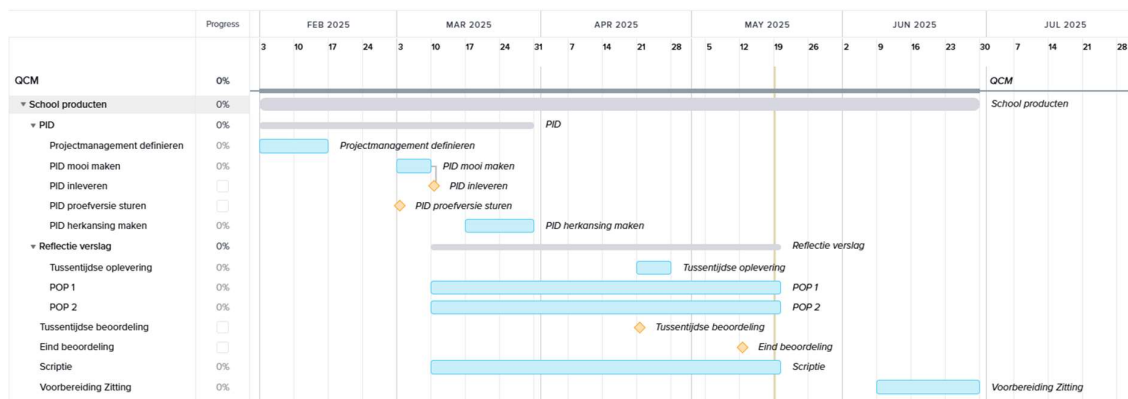 Progress FEB 2025 MAR 2025 APR 2025 MAY 2025 JUN 2025 JUL 2025
3 10 17 24 3 10 17 24 31 7 14 21 28 5 12 19 26 2 9 16 23 30 7 14 21 28
QCM 0% QCM
School producten 0% School producten
PID 0% PID
Projectmanagement definieren 0% Projectmanagement definieren
PID mooi maken 0% PID mooi maken
PID inleveren PID inleveren
PID proefversie sturen PID proefversie sturen
PID herkansing maken 0% PID herkansing maken
Reflectie verslag 0% Reflectie verslag
Tussentijdse oplevering 0% Tussentijdse oplevering
POP 1 0% POP 1
POP 2 0% POP 2
Tussentijdse beoordeling Tussentijdse beoordeling
Eind beoordeling Eind beoordeling
Scriptie 0% Scriptie
Voorbereiding Zitting 0% Voorbereiding Zitting